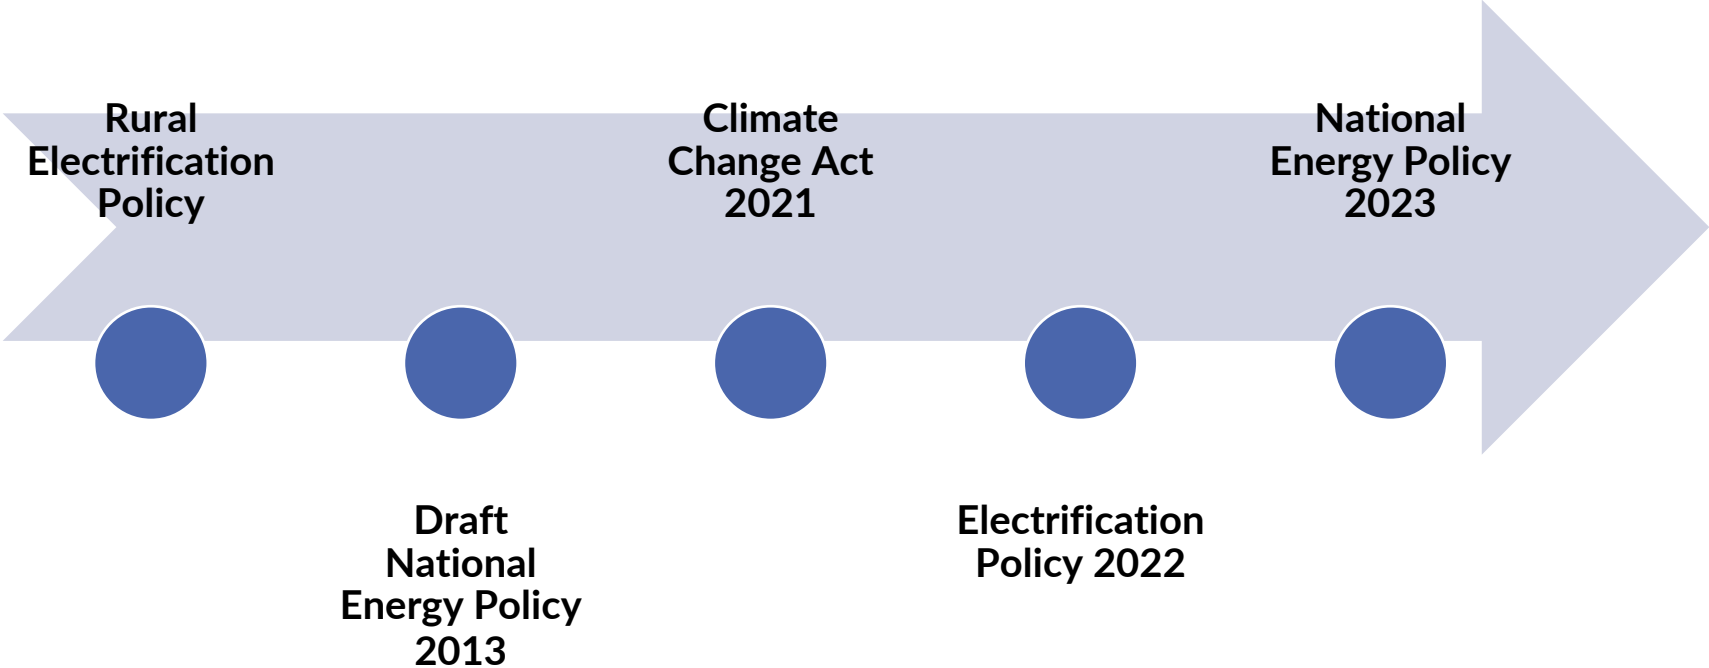 Rural
Electrification
Policy
Draft
National
Energy Policy
2013
Climate
Change Act
2021
Electrification
Policy 2022
National
Energy Policy
2023